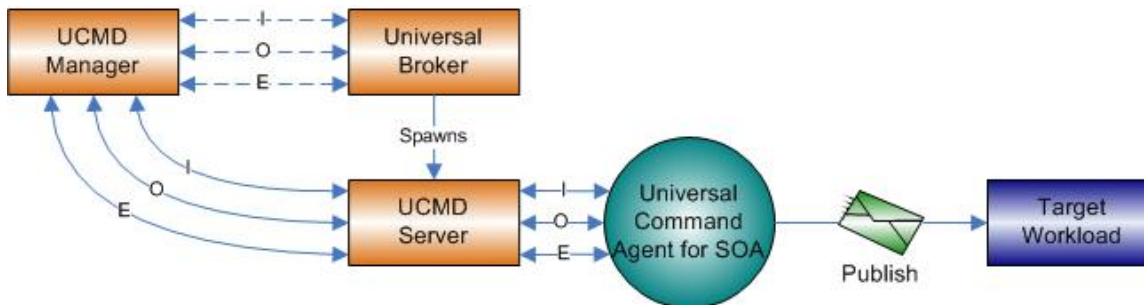 UCMD
Manager
I
O
E
Universal
Broker
Spawns
I
O
E
UCMD
Server
I
O
E
Universal
Command
Agent for SOA
Publish
Target
Workload